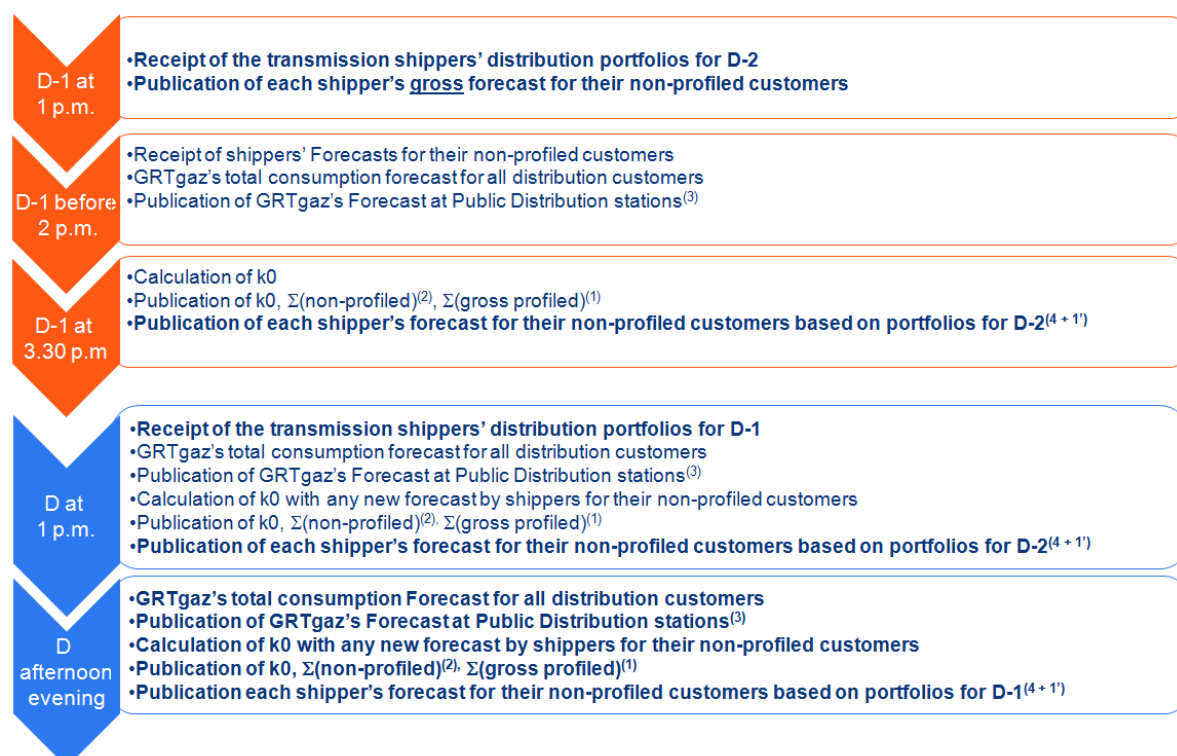 D-1 at
1 p.m.
•Receipt of the transmission shippers' distribution portfolios for D-2
•Publication of each shipper's gross forecast for their non-profiled customers
D-1 before
2 p.m.
•Receipt of shippers' Forecasts for their non-profiled customers
•GRTgaz's total consumption forecast for all distribution customers
•Publication of GRTgaz's Forecast at Public Distribution stations(3)
D-1 at
3.30 p.m
•Calculation of k0
•Publication of k0, Σ(non-profiled)(2), Σ(gross profiled)(1)
•Publication of each shipper's forecast for their non-profiled customers based on portfolios for D-2(4 + 1')
D at
1 p.m.
•Receipt of the transmission shippers' distribution portfolios for D-1
•GRTgaz's total consumption forecast for all distribution customers
•Publication of GRTgaz's Forecast at Public Distribution stations(3)
•Calculation of k0 with any new forecast by shippers for their non-profiled customers
•Publication of k0, Σ(non-profiled)(2), Σ(gross profiled)(1)
•Publication of each shipper's forecast for their non-profiled customers based on portfolios for D-2(4 + 1')
D
afternoon
evening
•GRTgaz's total consumption Forecast for all distribution customers
•Publication of GRTgaz's Forecast at Public Distribution stations(3)
•Calculation of k0 with any new forecast by shippers for their non-profiled customers
•Publication of k0, Σ(non-profiled)(2), Σ(gross profiled)(1)
•Publication each shipper's forecast for their non-profiled customers based on portfolios for D-1(4 + 1')